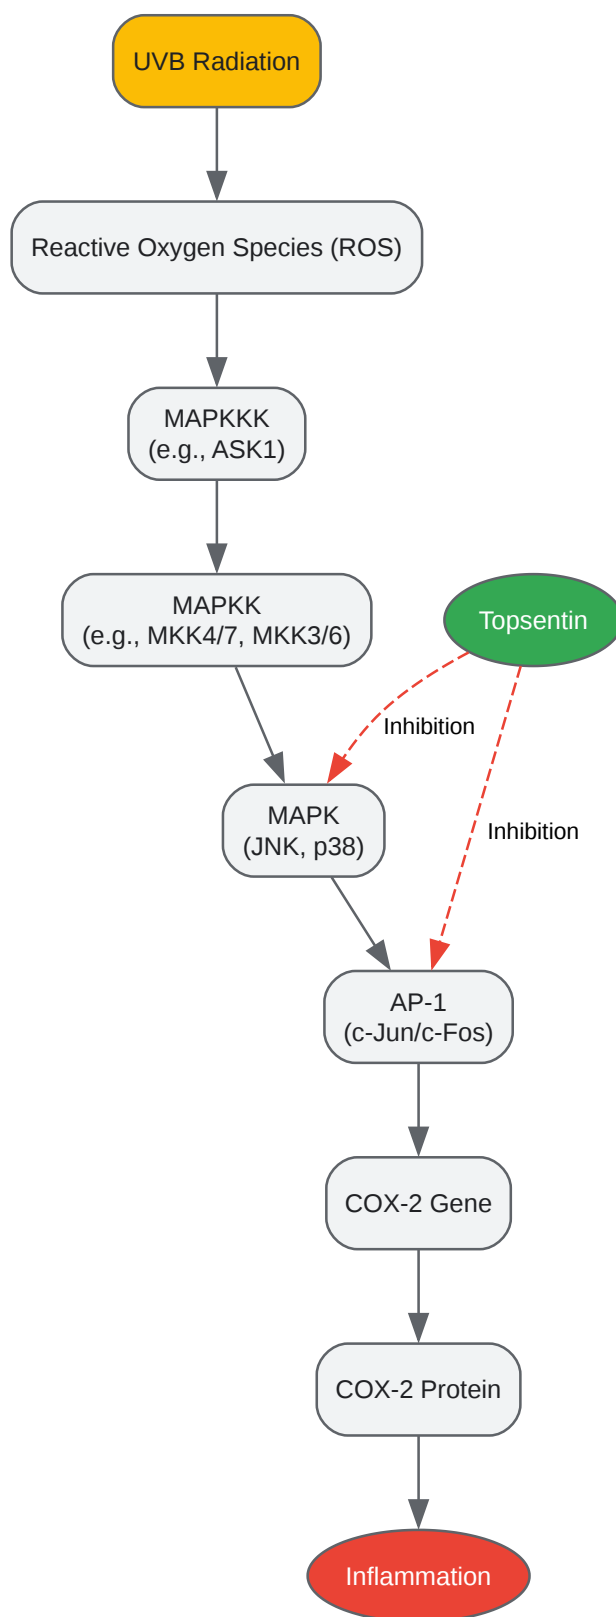 UVB Radiation
Reactive Oxygen Species (ROS)
MAPKKK
(e.g., ASK1)
MAPKK
(e.g., MKK4/7, MKK3/6)
Topsentin
Inhibition
MAPK
(JNK, p38)
Inhibition
AP-1
(c-Jun/c-Fos)
COX-2 Gene
COX-2 Protein
Inflammation